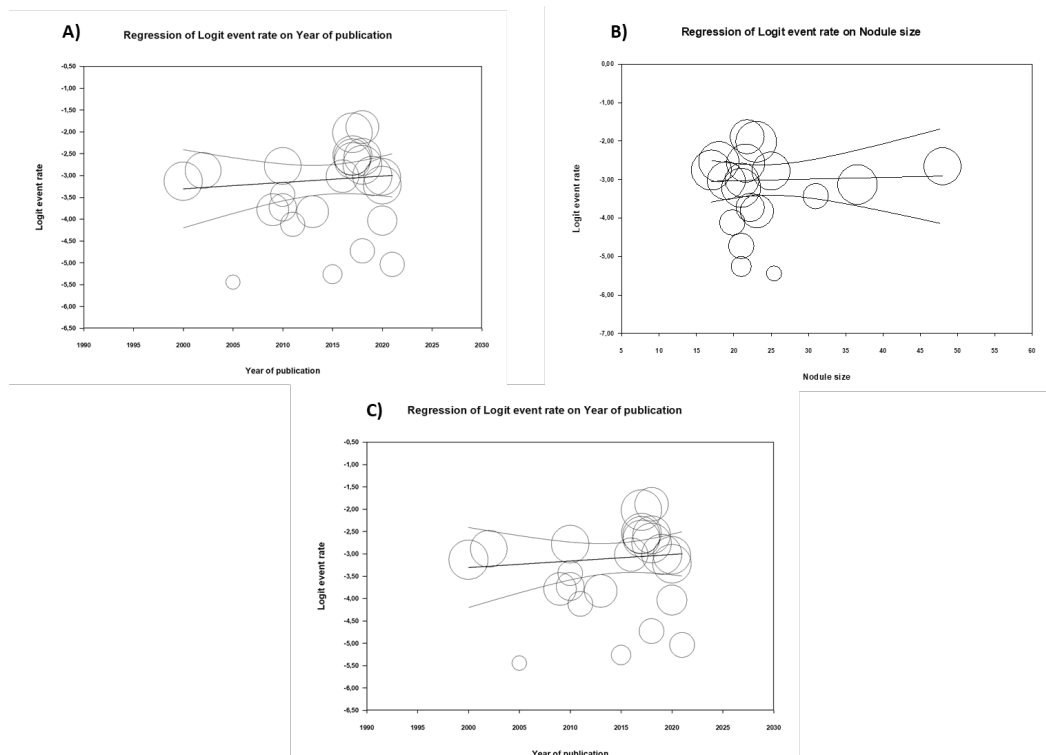 A) Regression of Logit event rate on Year of publication
-0,50
-1,00
-1,50
-2,00
-2,50
-3,00
-3,50
-4,00
-4,50
-5,00
-5,50
-6,00
-6,50
Logit event rate
1990 1995 2000 2005 2010 2015 2020 2025 2030
Year of publication
B) Regression of Logit event rate on Nodule size
0,00
-1,00
-2,00
-3,00
-4,00
-5,00
-6,00
-7,00
Logit event rate
5 10 15 20 25 30 35 40 45 50 55 60
Nodule size
C) Regression of Logit event rate on Year of publication
-0,50
-1,00
-1,50
-2,00
-2,50
-3,00
-3,50
-4,00
-4,50
-5,00
-5,50
-6,00
-6,50
Logit event rate
1990 1995 2000 2005 2010 2015 2020 2025 2030
Year of publication